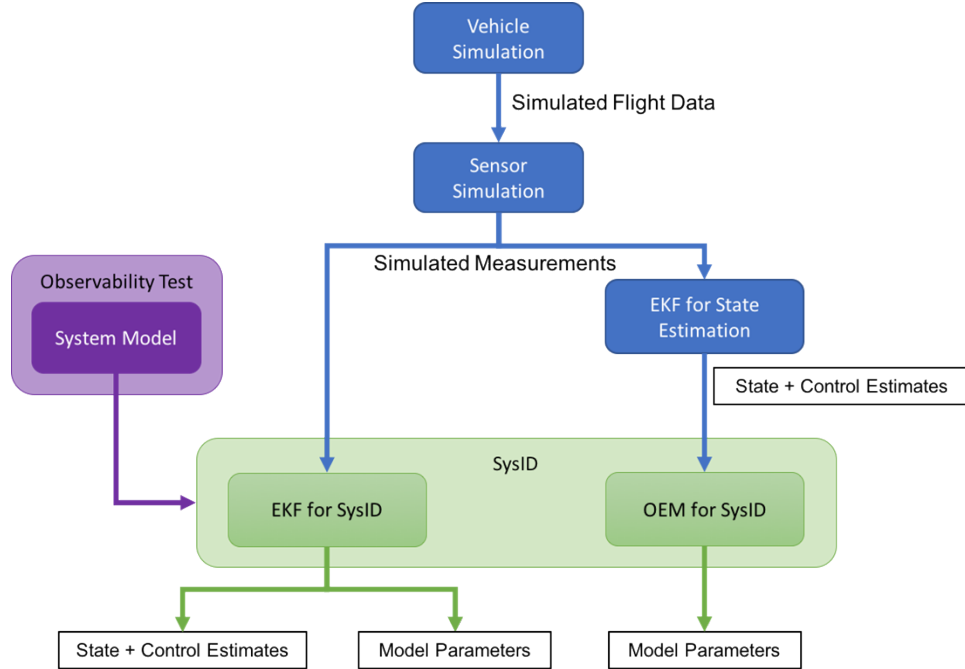 Vehicle
Simulation
Simulated Flight Data
Sensor
Simulation
Simulated Measurements
Observability Test
System Model
EKF for State
Estimation
State + Control Estimates
SysID
EKF for SysID
OEM for SysID
State + Control Estimates
Model Parameters
Model Parameters